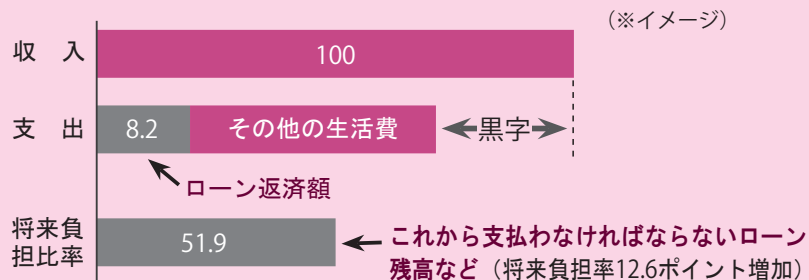 (※イメージ)
収 入
100
支 出
8.2
その他の生活費
黒字
ローン返済額
将来負
担比率
51.9
これから支払わなければならないローン
残高など(将来負担率12.6ポイント増加)